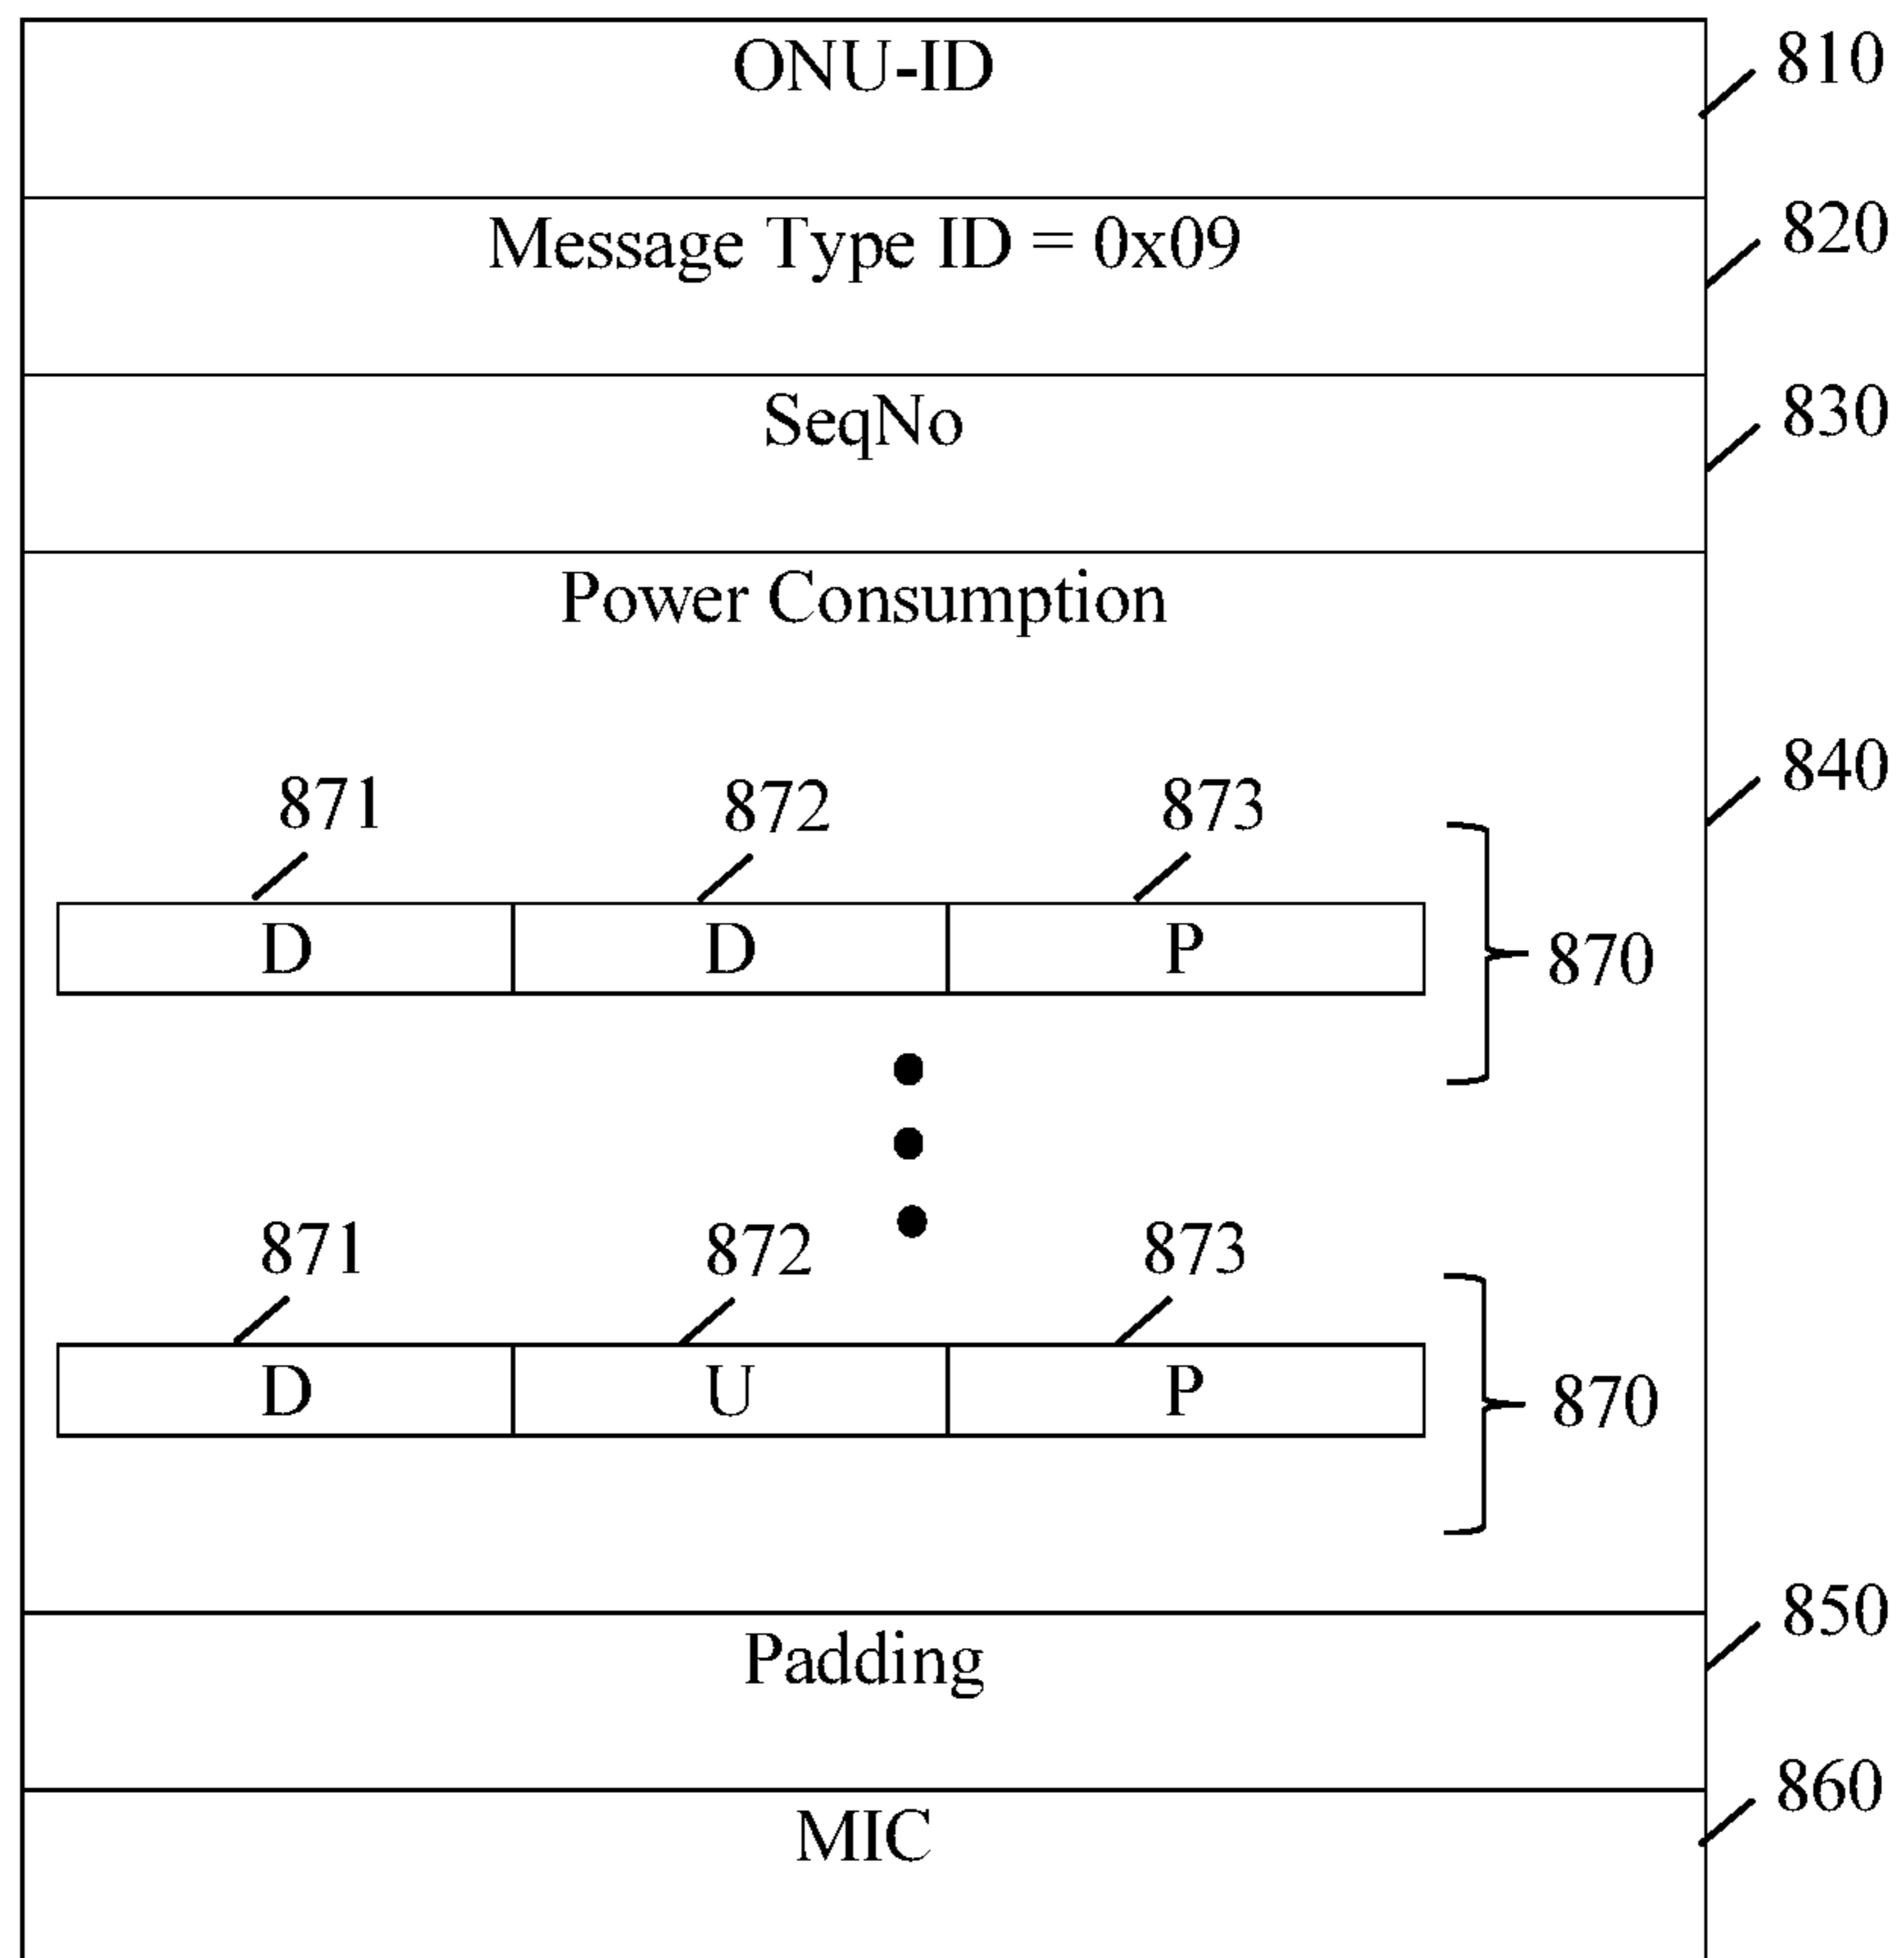 ONU-ID 810
Message Type ID = 0x09 820
SeqNo 830
Power Consumption
840
871 872 873
D D P 870
871 872 873
D U P 870
850
Padding
860
MIC